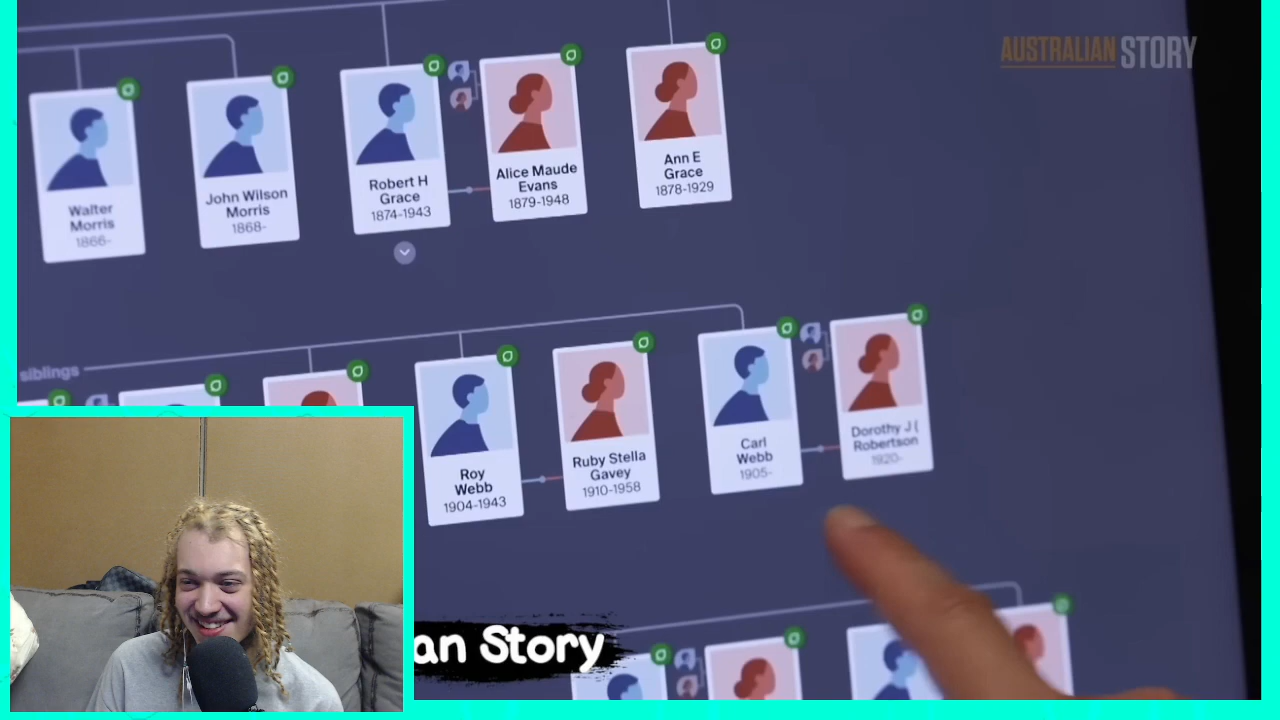 AUSTRALIAN STORY
Walter
Morris
1866-
John Wilson
Morris
1868-
Robert H
Grace
1874-1943
Alice Maude
Evans
1879-1948
Ann E
Grace
1878-1929
siblings
Roy
Webb
1904-1943
Ruby Stella
Gavey
1910-1958
Carl
Webb
1905-
Dorothy J (
Robertson
1920-
an Story